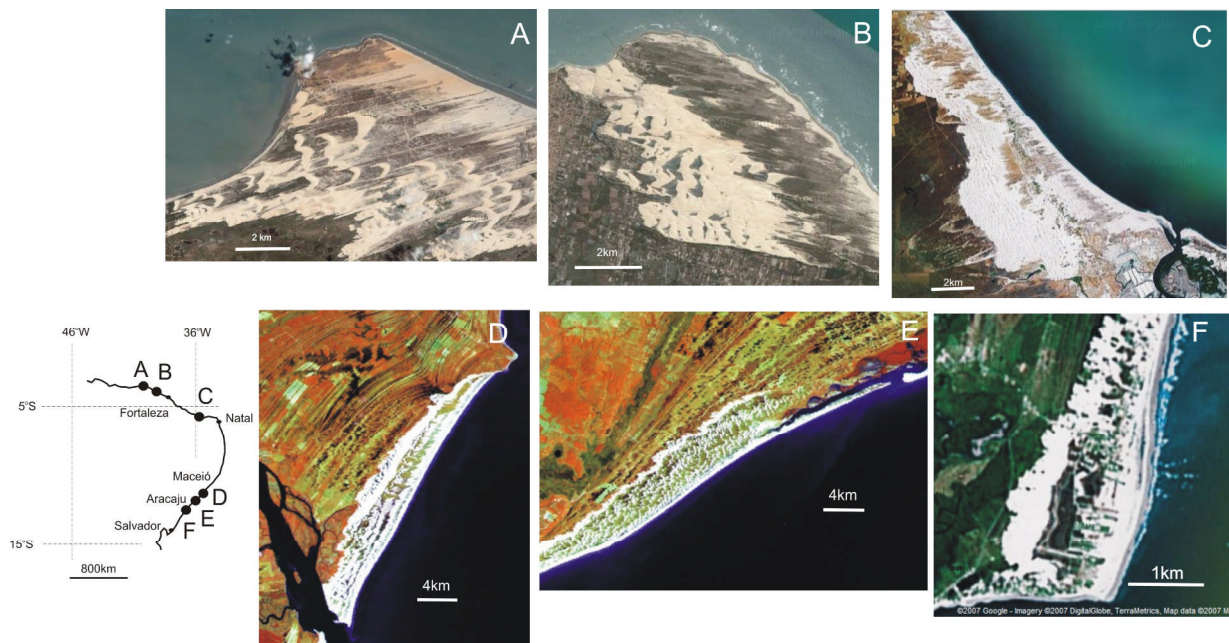 A
2 km
B
2km
C
2km
46°W
36°W
A
B
C
5°S
Fortaleza
Natal
Maceió
Aracaju
D
E
Salvador
F
15°S
800km
D
4km
E
4km
F
1km
©2007 Google - Imagery ©2007 DigitalGlobe, TerraMetrics, Map data ©2007